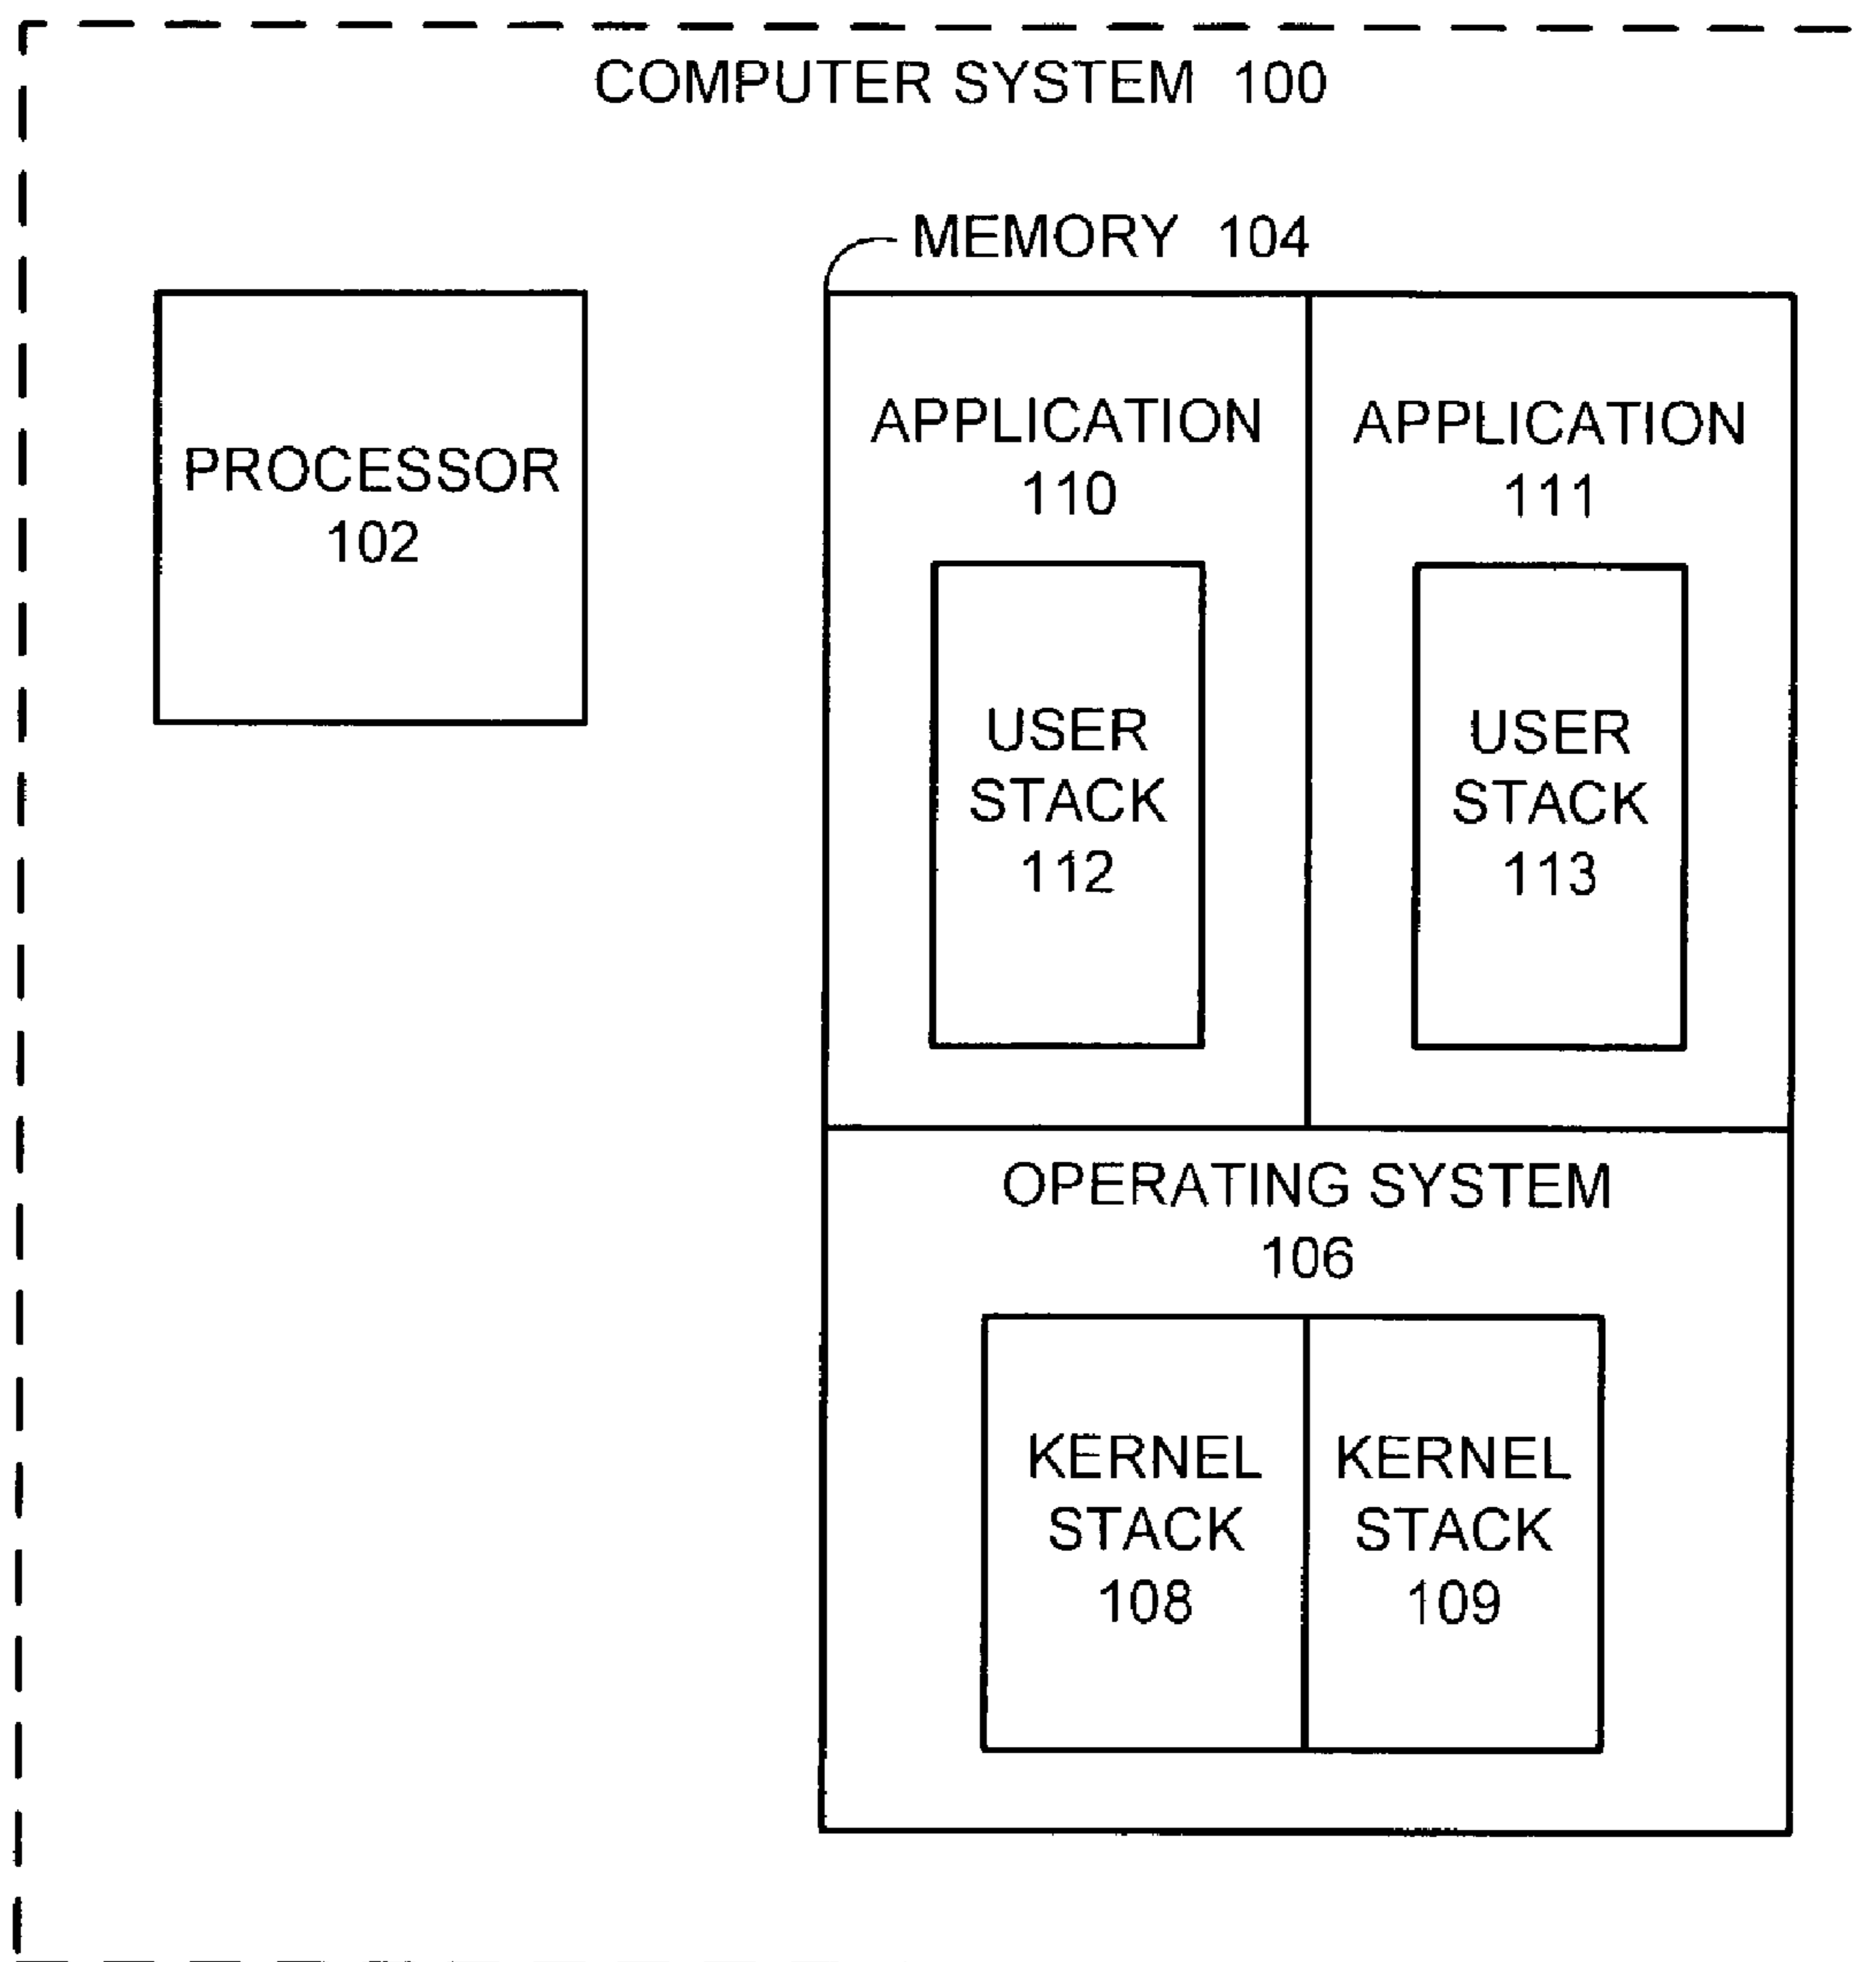 COMPUTER SYSTEM 100
MEMORY 104
PROCESSOR
102
APPLICATION
110
APPLICATION
111
USER
STACK
112
USER
STACK
113
OPERATING SYSTEM
106
KERNEL
STACK
108
KERNEL
STACK
109